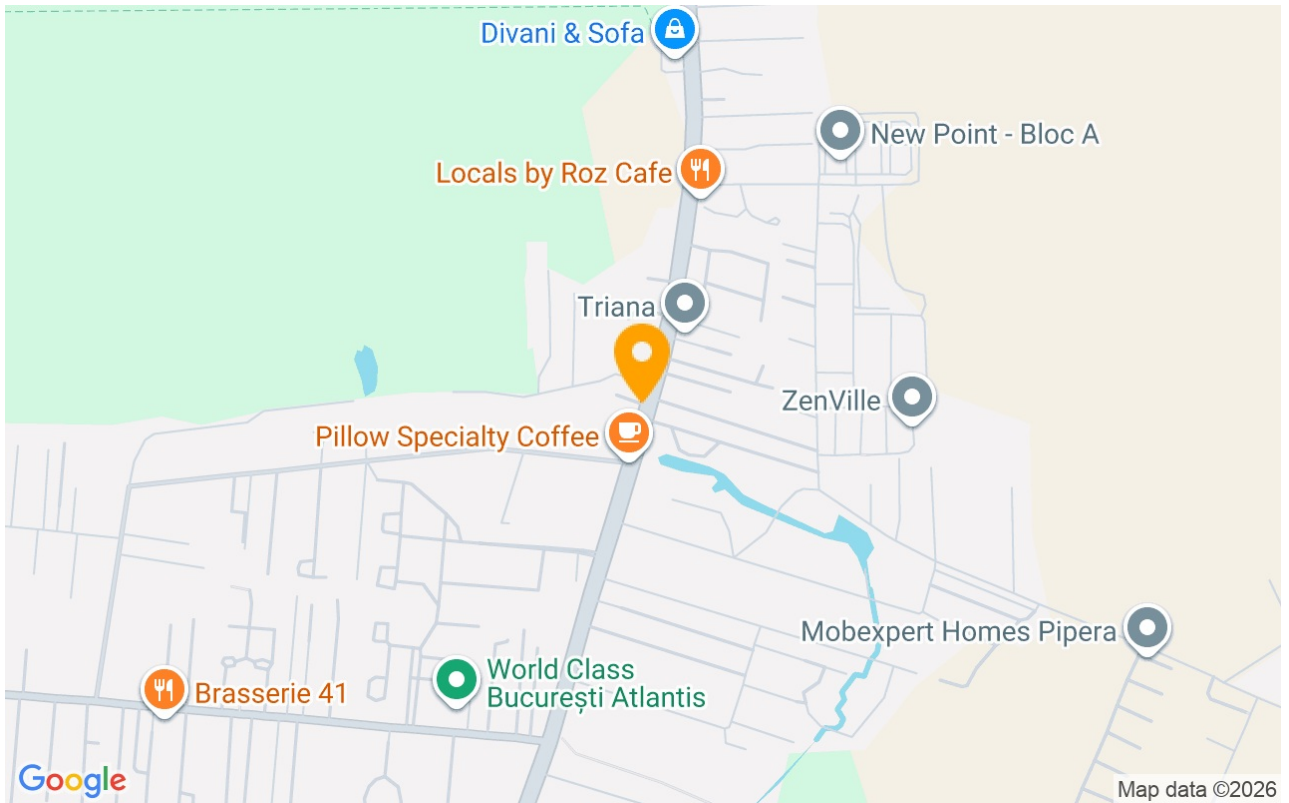 Divani & Sofa
New Point - Bloc A
Locals by Roz Cafe
Triana
ZenVille
Pillow Specialty Coffee
Mobexpert Homes Pipera
World Class
București Atlantis
Brasserie 41
Google
Map data ©2026